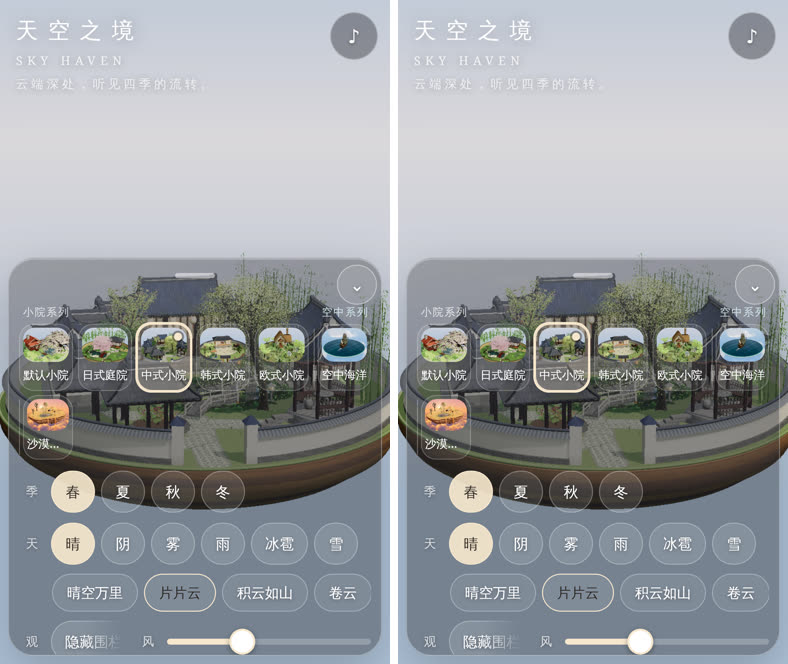 天空之境
♪
SKY HAVEN
云端深处，听见四季的流转。
小院系列
空中系列
默认小院 日式庭院 中式小院 韩式小院 欧式小院 空中海洋
沙漠...
季 春 夏 秋 冬
天 晴 阴 雾 雨 冰雹 雪
晴空万里 片片云 积云如山 卷云
观 隐藏围栏 风
天空之境
♪
SKY HAVEN
云端深处，听见四季的流转。
小院系列
空中系列
默认小院 日式庭院 中式小院 韩式小院 欧式小院 空中海洋
沙漠...
季 春 夏 秋 冬
天 晴 阴 雾 雨 冰雹 雪
晴空万里 片片云 积云如山 卷云
观 隐藏围栏 风